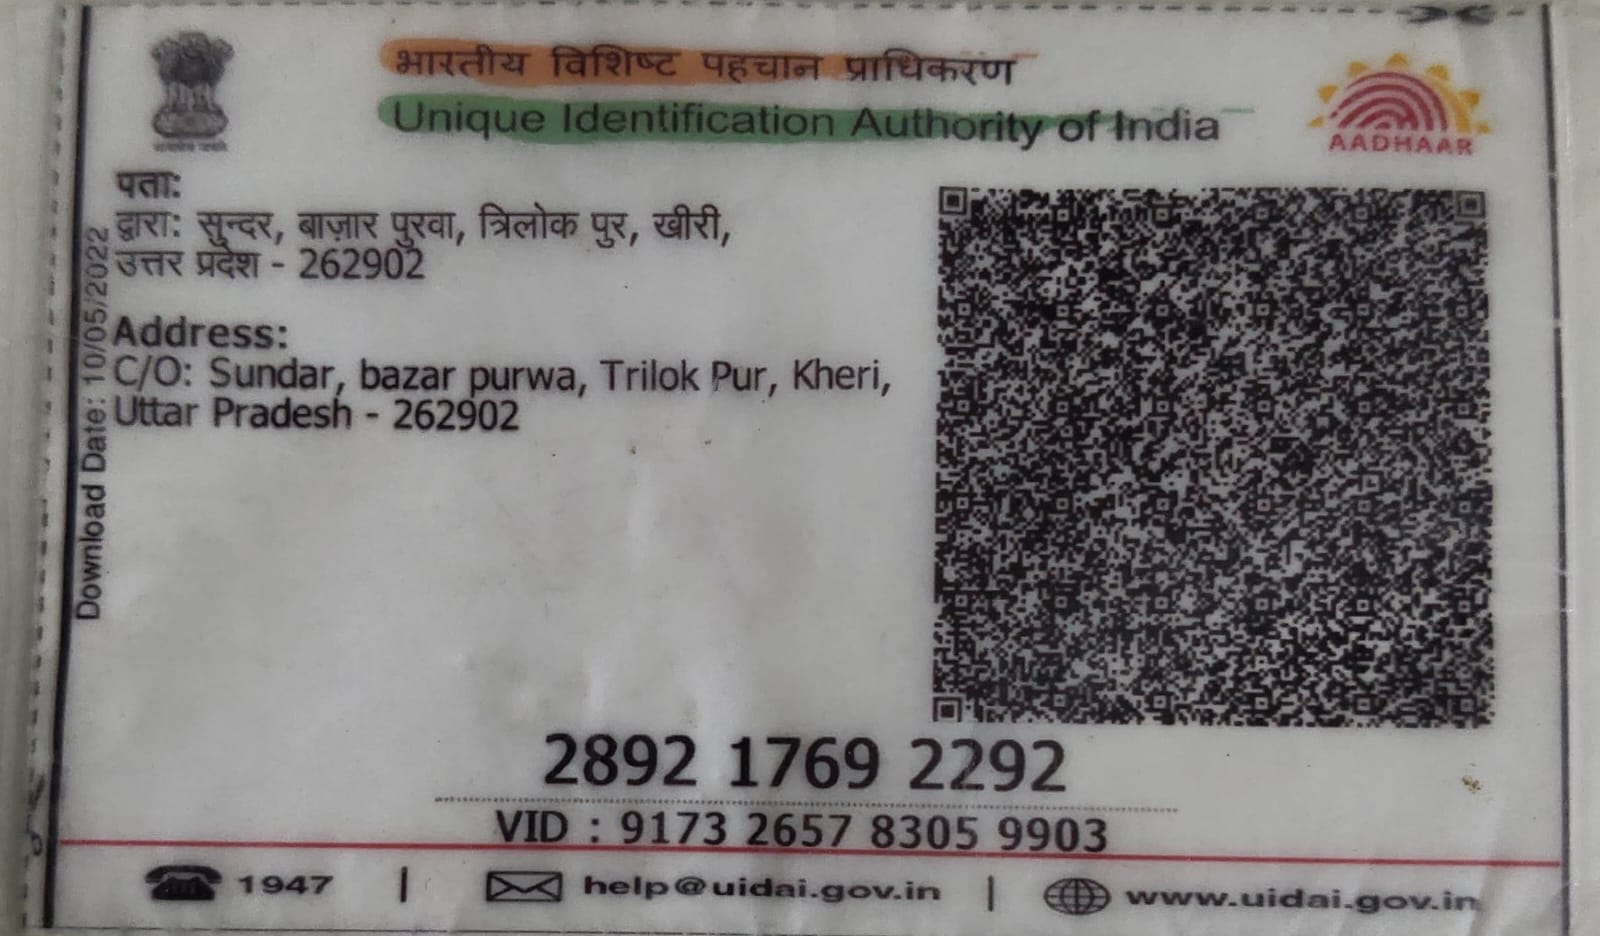 भारतीय विशिष्ट पहचान प्राधिकरण
Unique Identification Authority of India
AADHAAR
पता:
द्वारा: सुन्दर, बाज़ार पुरवा, त्रिलोक पुर, खीरी,
उत्तर प्रदेश - 262902
Address:
C/O: Sundar, bazar purwa, Trilok Pur, Kheri,
Uttar Pradesh - 262902
Download Date: 10/05/2022
2892 1769 2292
VID : 9173 2657 8305 9903
1947 | help@uidai.gov.in | www.uidai.gov.in